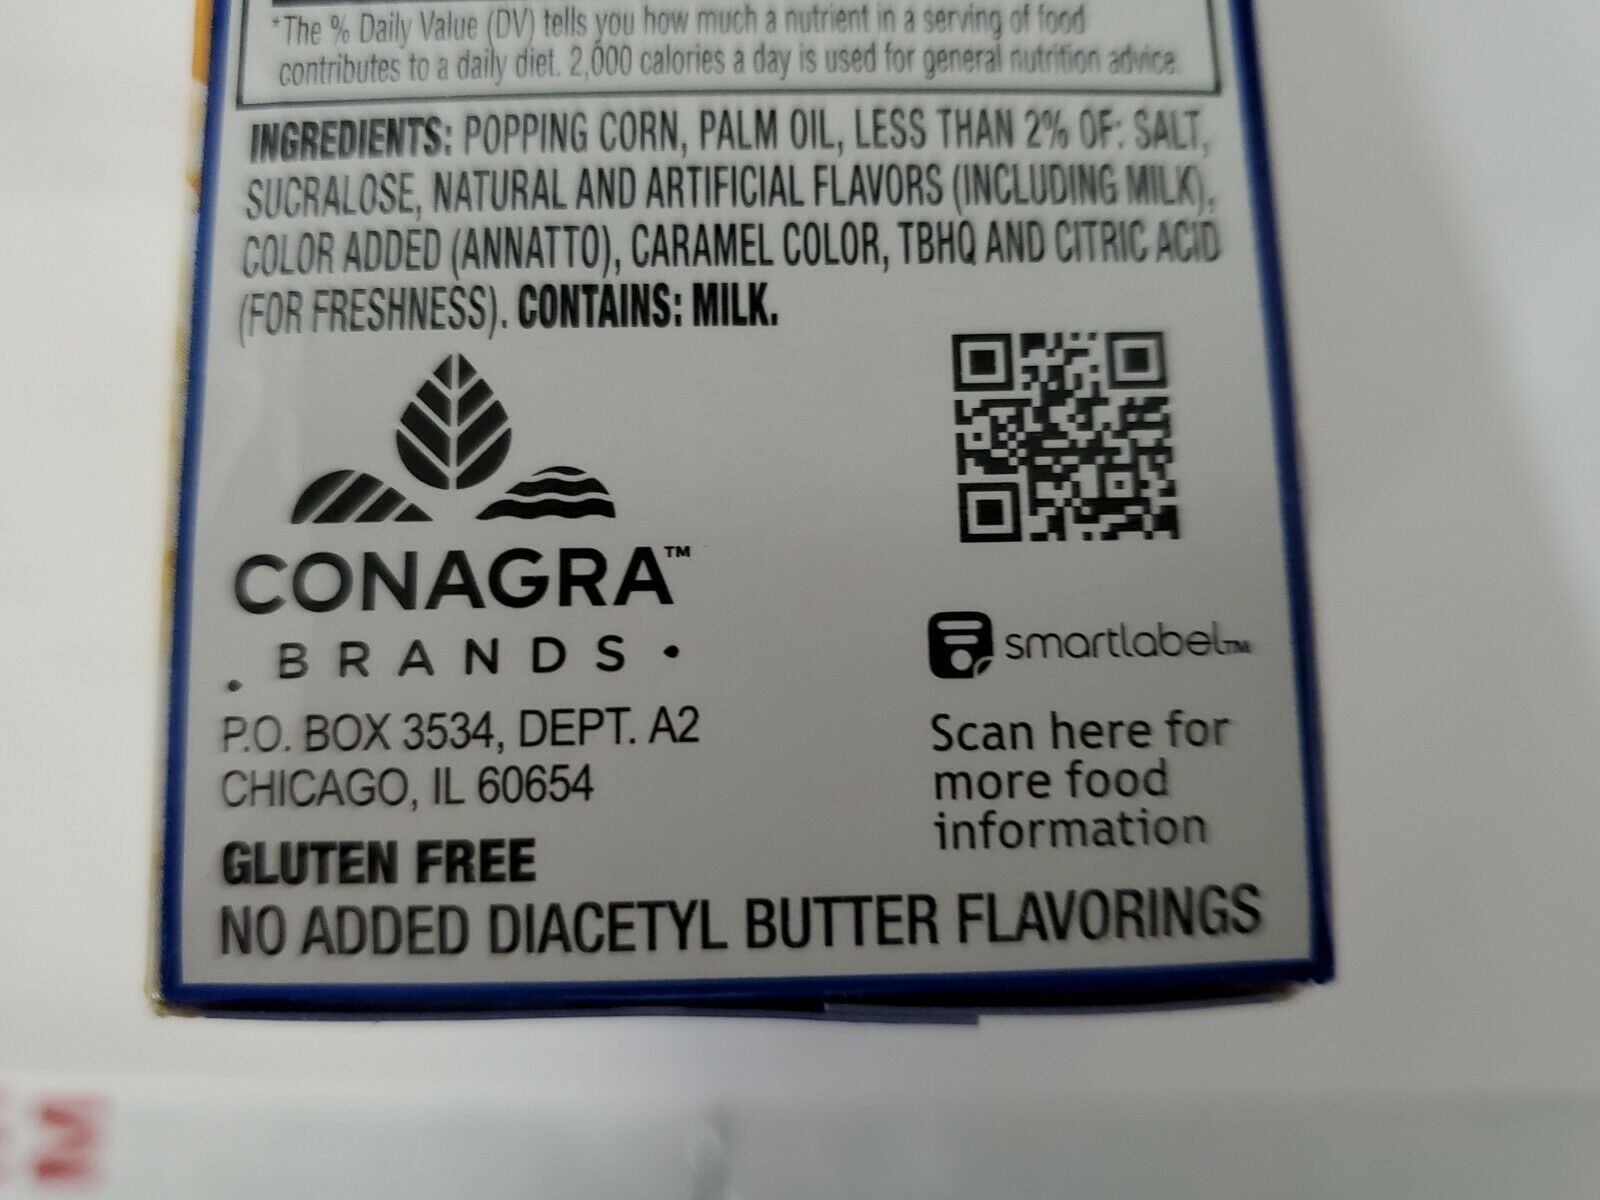 *The % Daily Value (DV) tells you how much a nutrient in a serving of food
contributes to a daily diet. 2,000 calories a day is used for general nutrition advice.
INGREDIENTS: POPPING CORN, PALM OIL, LESS THAN 2% OF: SALT,
SUCRALOSE, NATURAL AND ARTIFICIAL FLAVORS (INCLUDING MILK),
COLOR ADDED (ANNATTO), CARAMEL COLOR, TBHQ AND CITRIC ACID
(FOR FRESHNESS). CONTAINS: MILK.
CONAGRA™
• BRANDS •
P.O. BOX 3534, DEPT. A2
CHICAGO, IL 60654
GLUTEN FREE
NO ADDED DIACETYL BUTTER FLAVORINGS
smartlabel™
Scan here for
more food
information